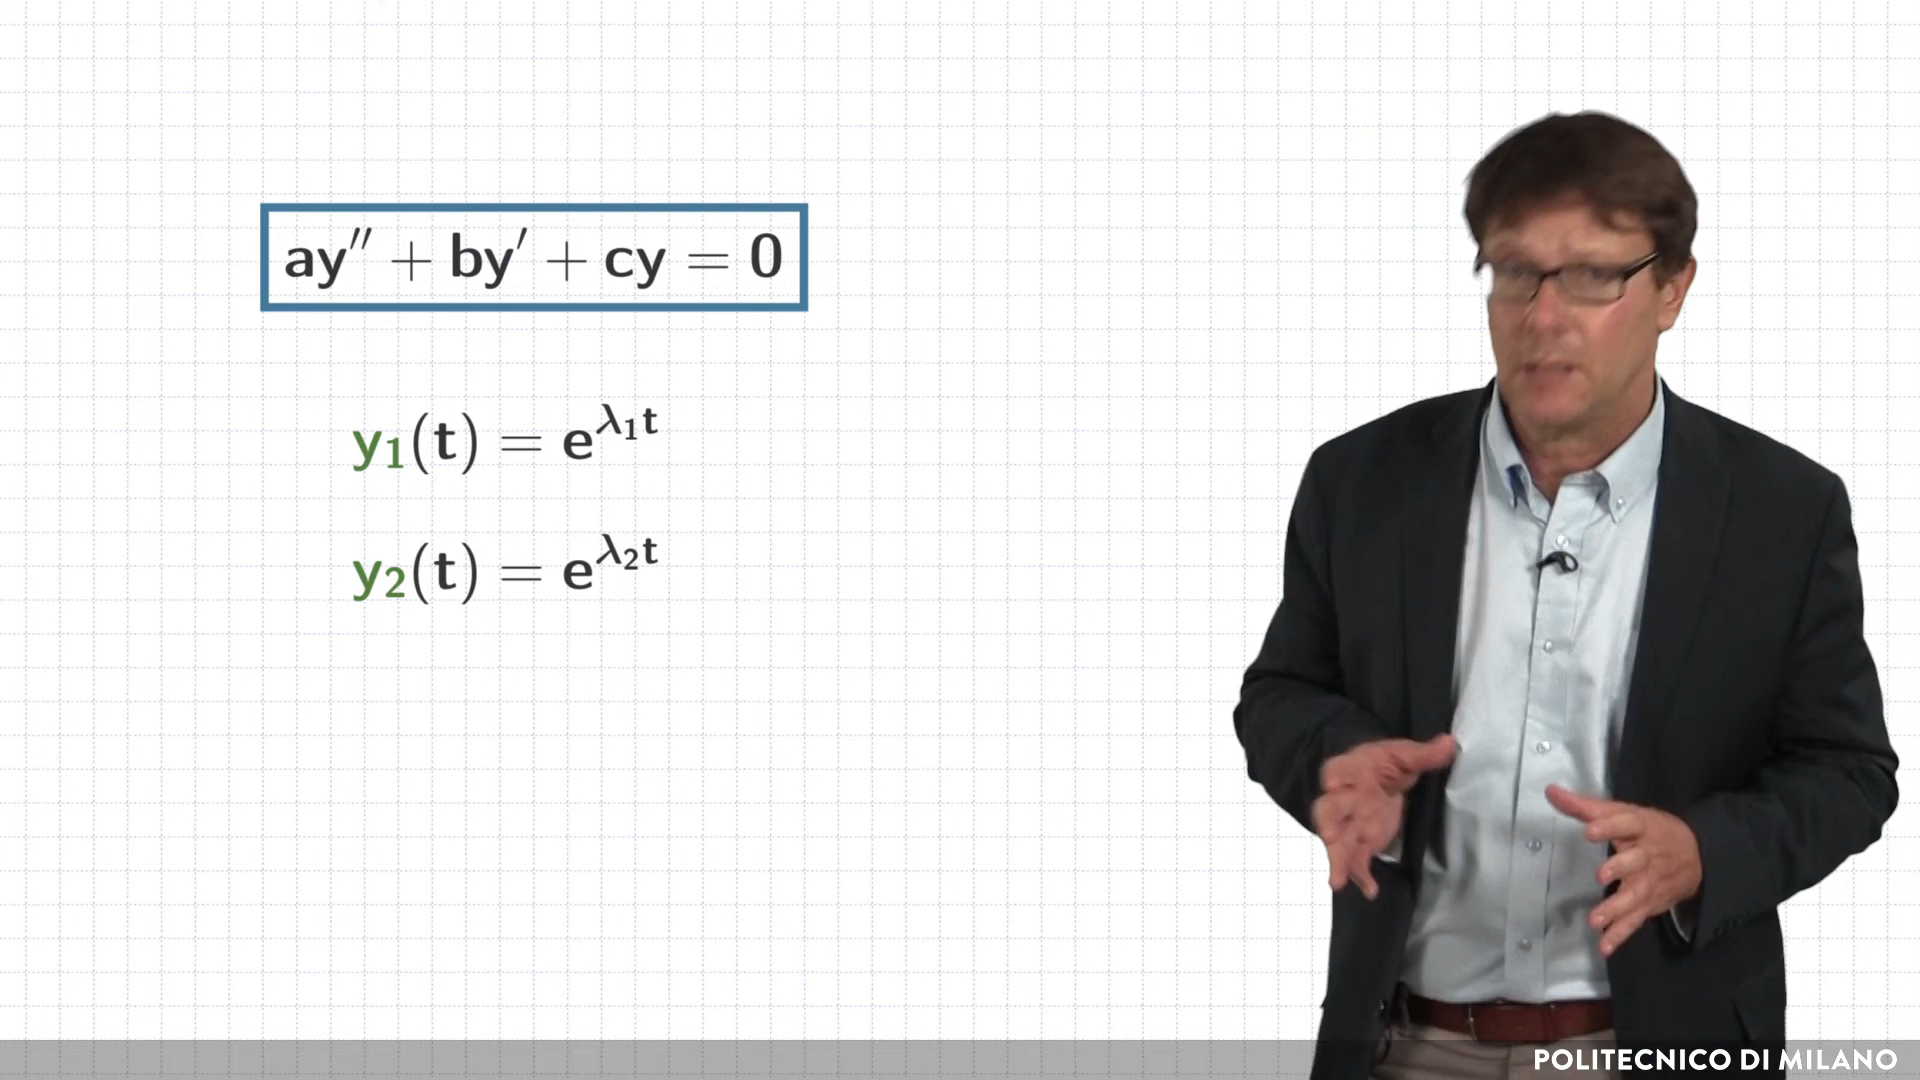 ay″ + by′ + cy = 0
y₁(t) = e^{λ₁t}
y₂(t) = e^{λ₂t}
POLITECNICO DI MILANO